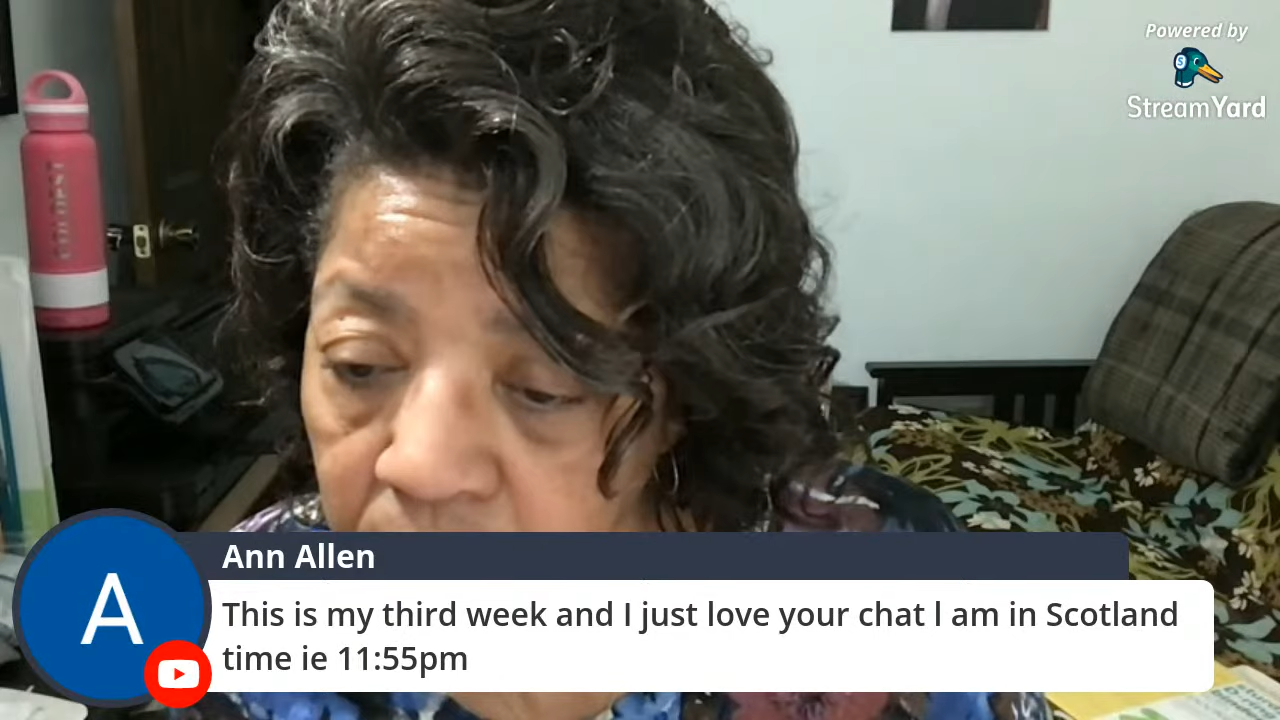 Powered by
StreamYard
COLDEST
A
Ann Allen
This is my third week and I just love your chat l am in Scotland
time ie 11:55pm